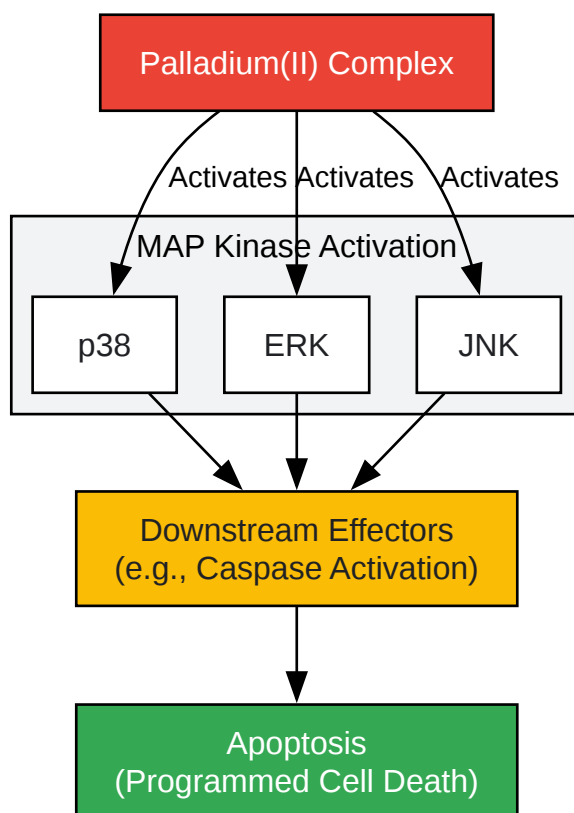 Palladium(II) Complex
Activates Activates Activates
MAP Kinase Activation
p38 ERK JNK
Downstream Effectors
(e.g., Caspase Activation)
Apoptosis
(Programmed Cell Death)